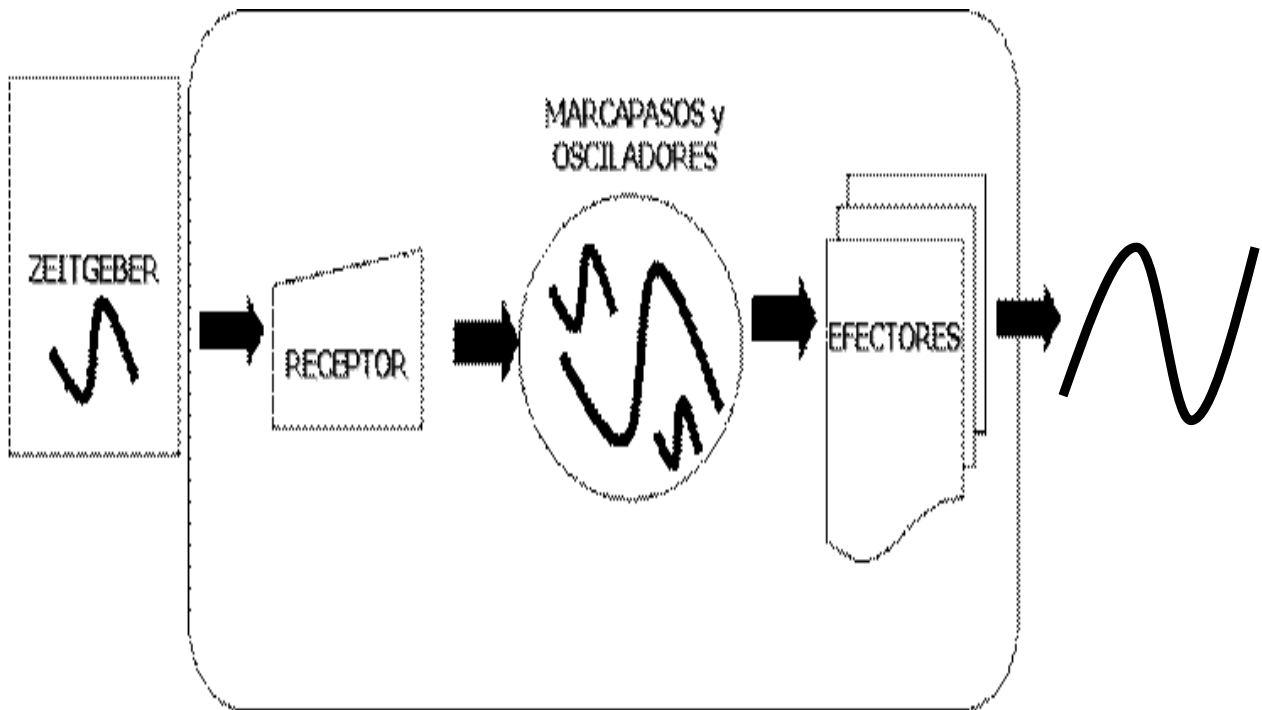 ZEITGEBER
RECEPTOR
MARCAPASOS y
OSCILADORES
EFECTORES